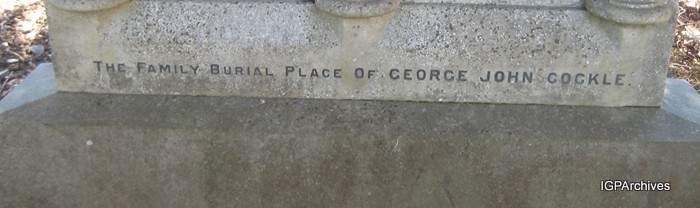 The Family Burial Place Of GEORGE JOHN COCKLE.
IGPArchives